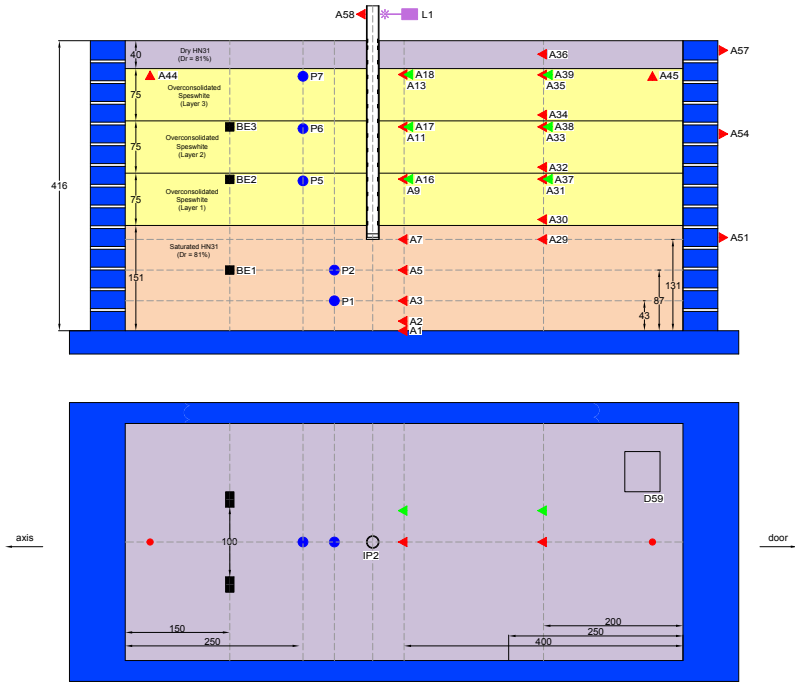 A58
L1
Dry HN31
(Dr = 81%)
40
A36
A57
A44
P7
A18
A13
A39
A35
A45
Overconsolidated
Speswhite
(Layer 3)
75
A34
BE3
P6
A17
A11
A38
A33
A54
Overconsolidated
Speswhite
(Layer 2)
75
A32
416
BE2
P5
A16
A9
A37
A31
Overconsolidated
Speswhite
(Layer 1)
75
A30
A7
A29
A51
Saturated HN31
(Dr = 81%)
151
BE1
P2
A5
131
87
P1
A3
43
A2
A1
D59
axis
100
IP2
door
150
200
250
250
400